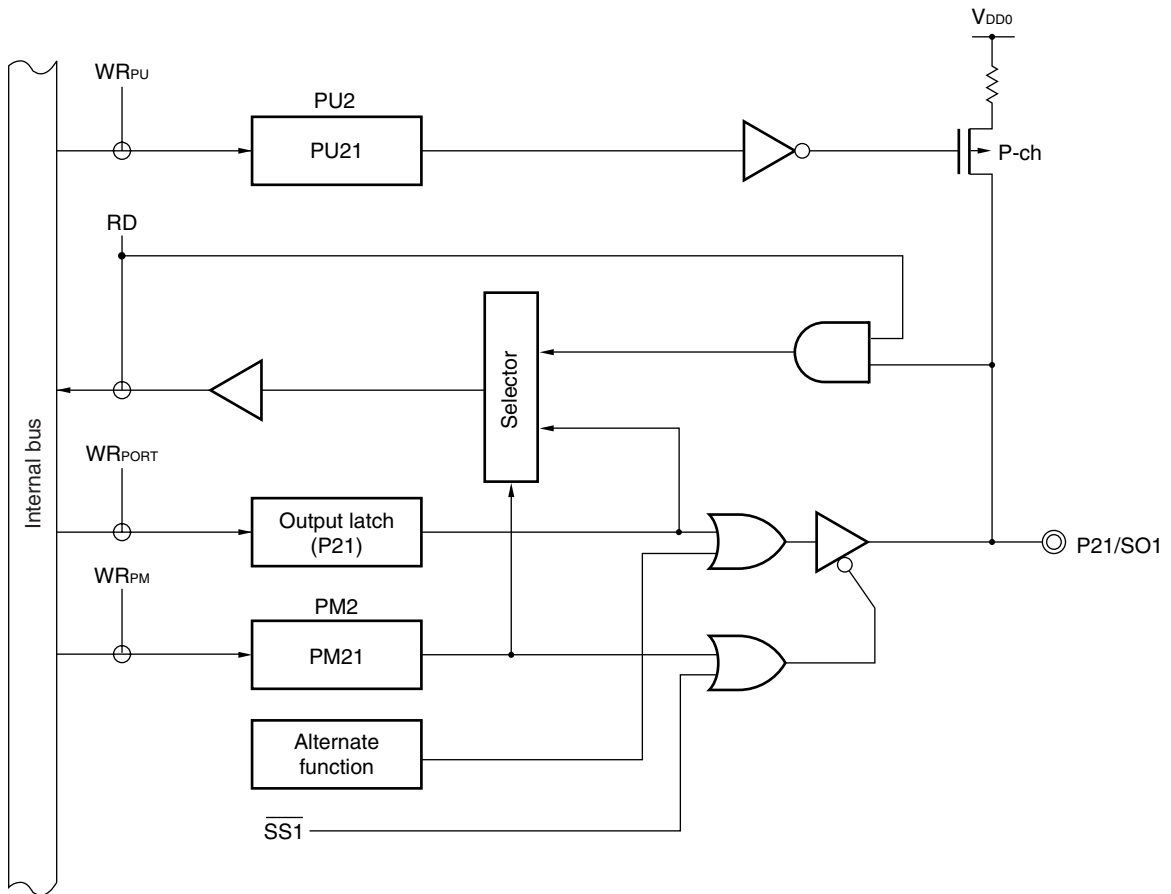 VDD0
WRPU
PU2
PU21
P-ch
RD
Selector
Internal bus
WRPORT
Output latch
(P21)
P21/SO1
WRPM
PM2
PM21
Alternate
function
SS1